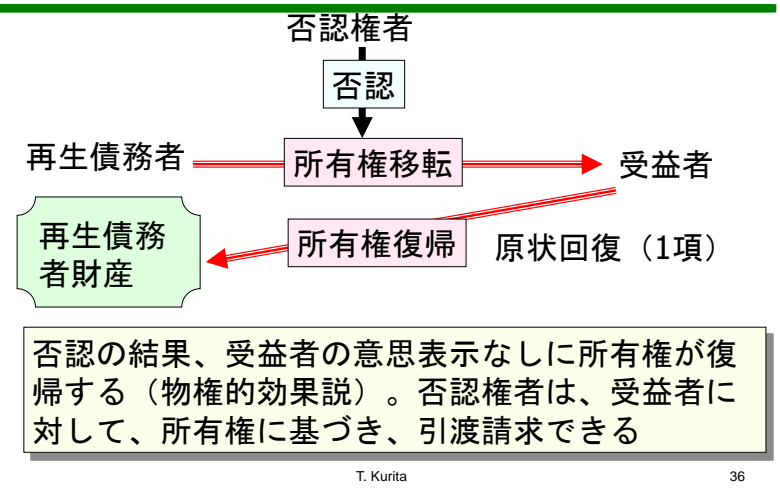 否認権者
否認
再生債務者
所有権移転
受益者
再生債務
者財産
所有権復帰
原状回復（1項）
否認の結果、受益者の意思表示なしに所有権が復
帰する（物権的効果説）。否認権者は、受益者に
対して、所有権に基づき、引渡請求できる
T. Kurita
36